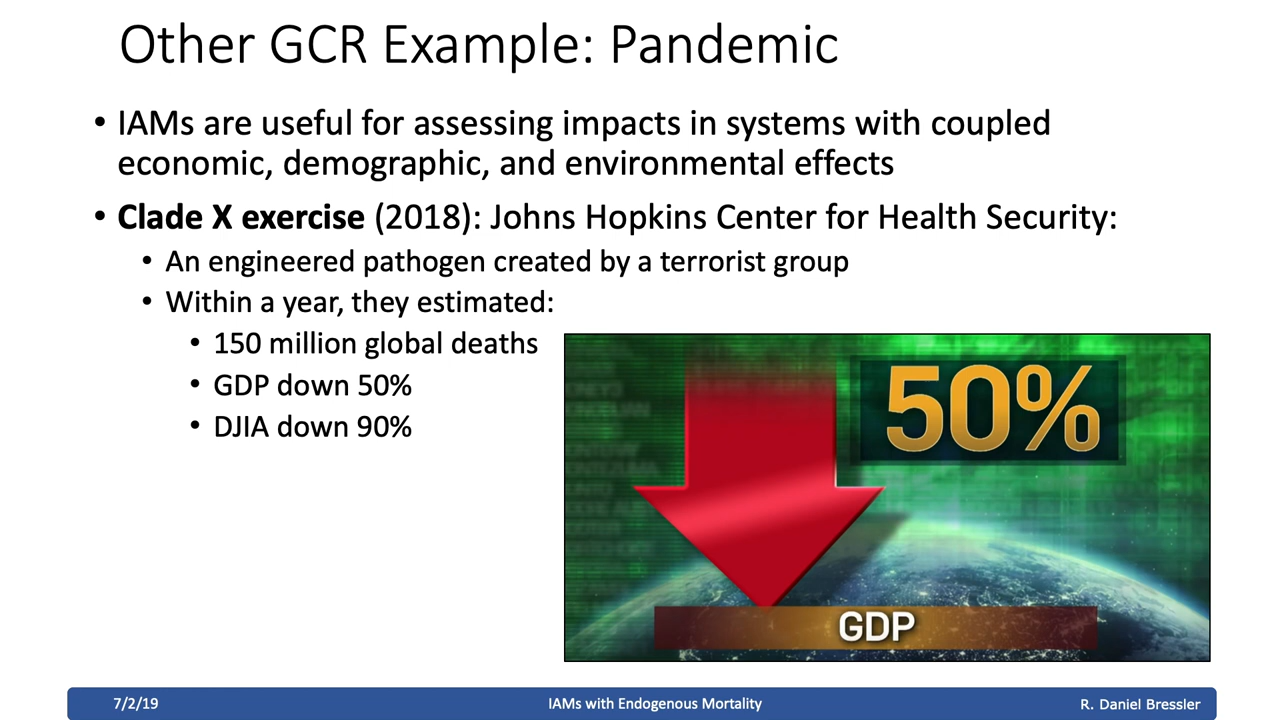 Other GCR Example: Pandemic
• IAMs are useful for assessing impacts in systems with coupled
economic, demographic, and environmental effects
• Clade X exercise (2018): Johns Hopkins Center for Health Security:
• An engineered pathogen created by a terrorist group
• Within a year, they estimated:
• 150 million global deaths
• GDP down 50%
• DJIA down 90%
50%
GDP
7/2/19
IAMs with Endogenous Mortality
R. Daniel Bressler